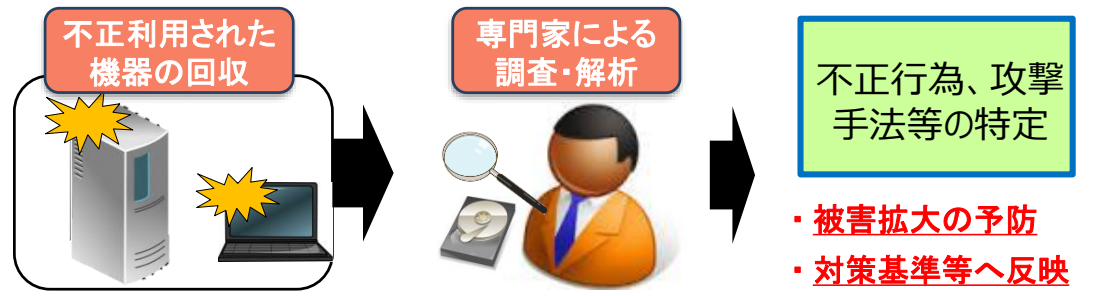 不正利用された
機器の回収
専門家による
調査・解析
不正行為、攻撃
手法等の特定
・被害拡大の予防
・対策基準等へ反映